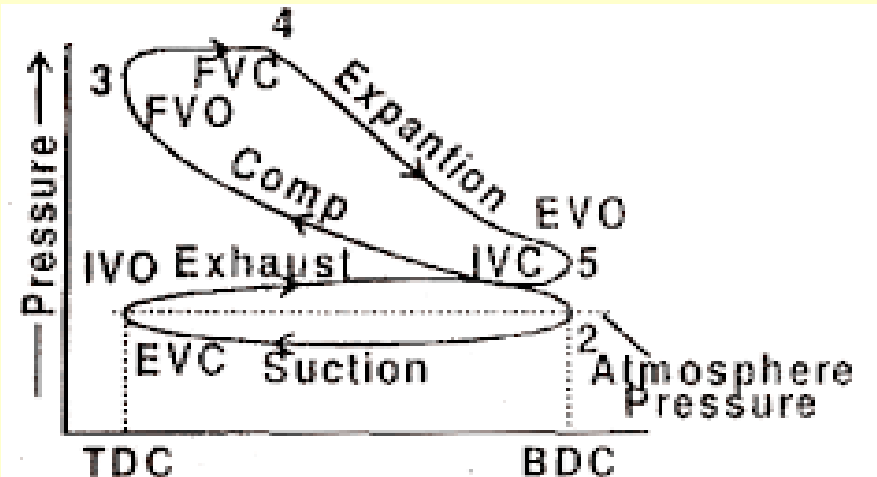 4
3
FVC
FVO
Expantion
Comp
EVO
IVO Exhaust
IVC
5
Pressure
EVC
Suction
2
Atmosphere
Pressure
TDC
BDC